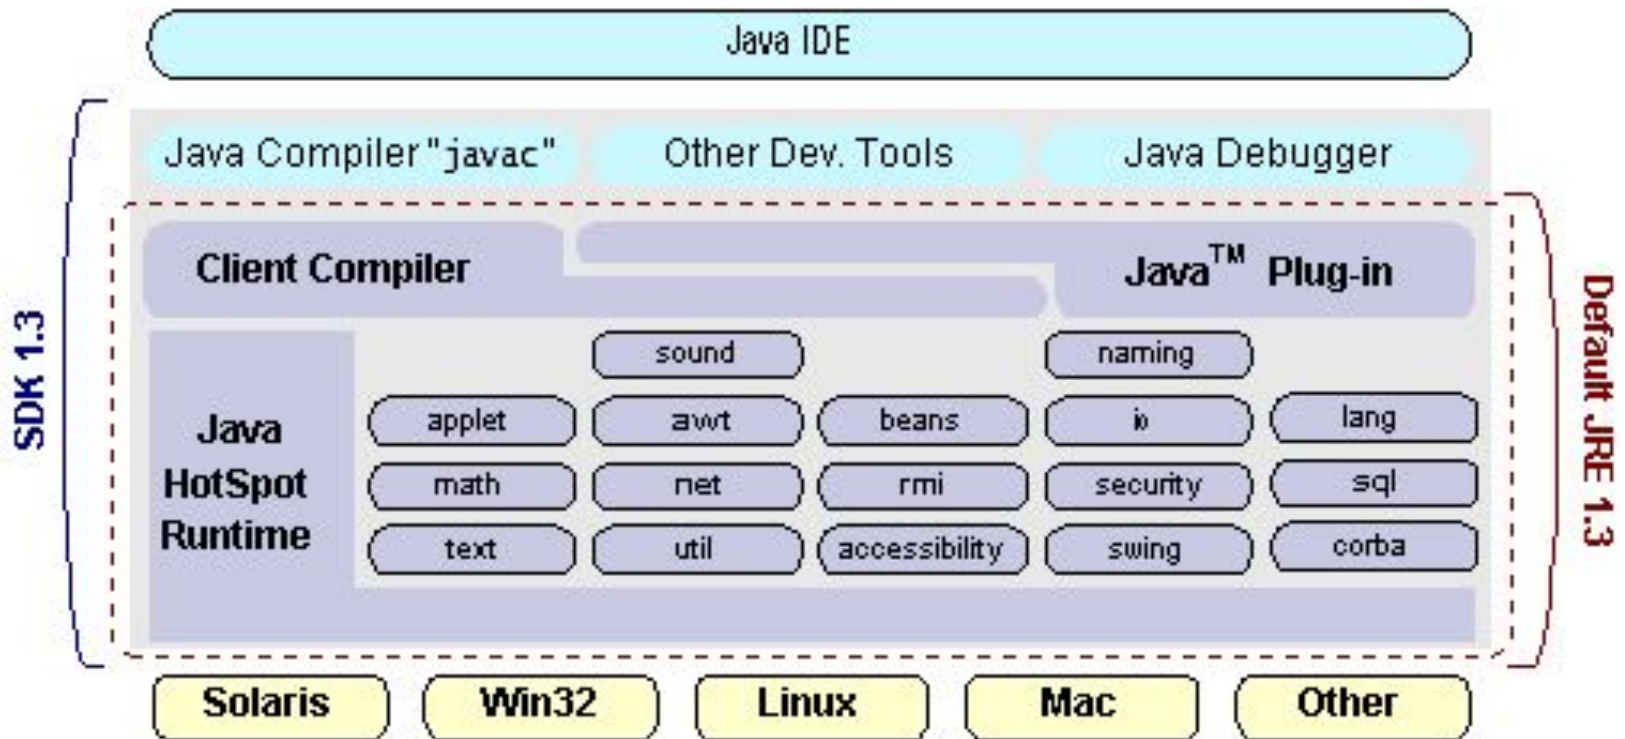 Java IDE
Java Compiler "javac"
Other Dev. Tools
Java Debugger
Client Compiler
Java™ Plug-in
SDK 1.3
Default JRE 1.3
Java
HotSpot
Runtime
sound
naming
applet
awt
beans
io
lang
math
net
rmi
security
sql
text
util
accessibility
swing
corba
Solaris
Win32
Linux
Mac
Other